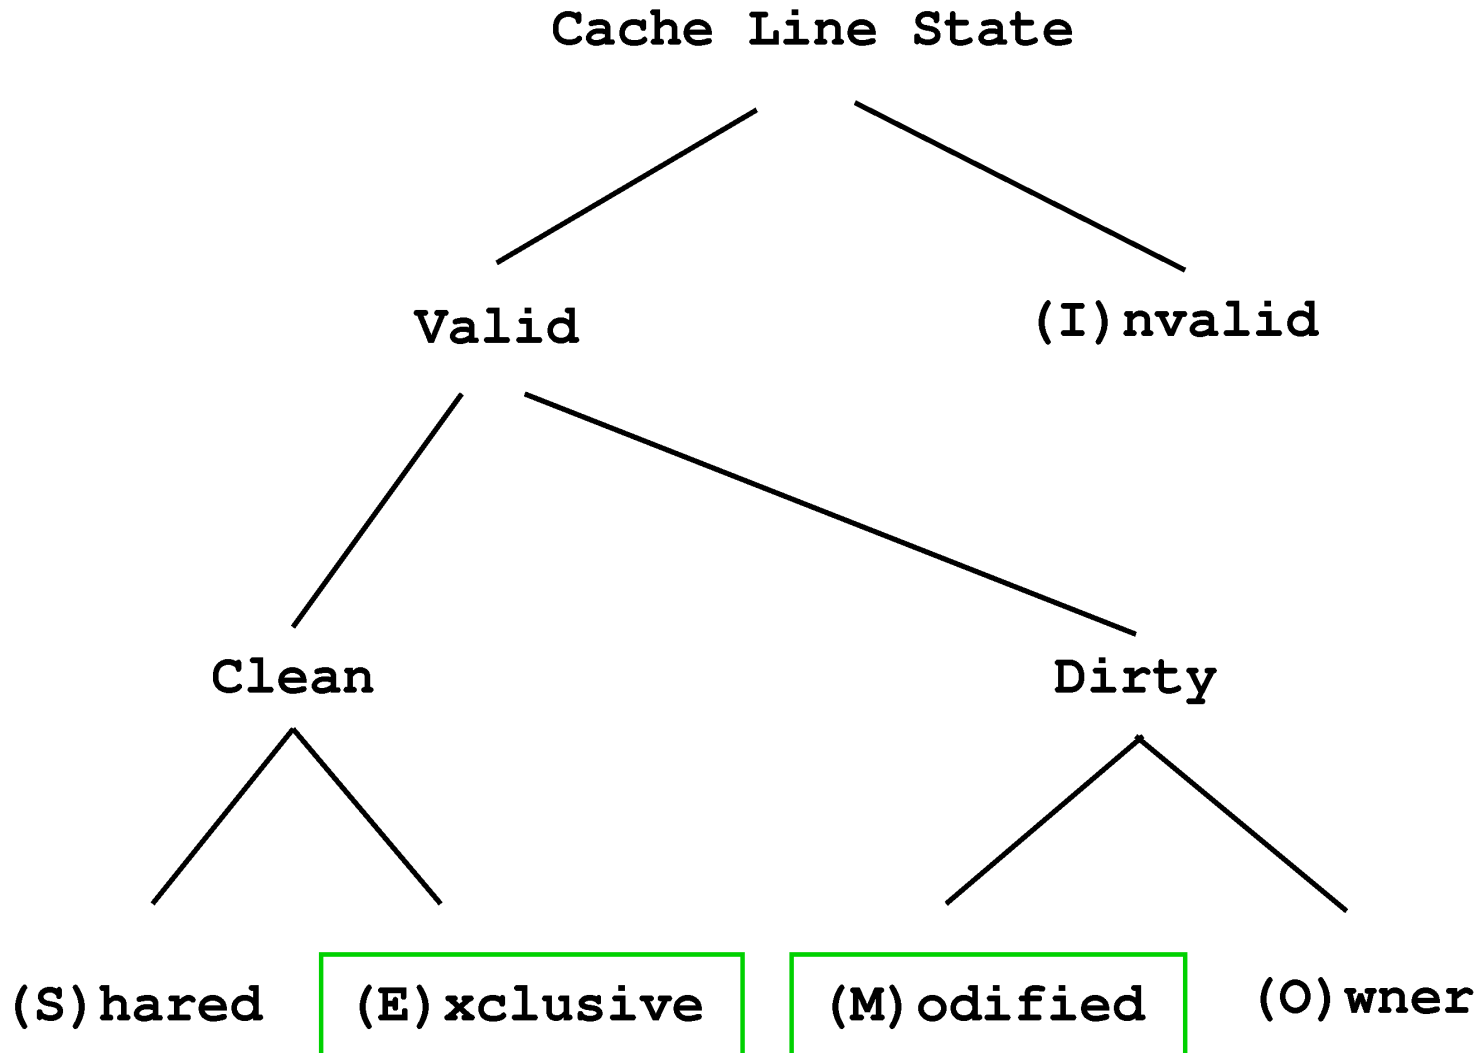 Cache Line State
Valid
(I)nvalid
Clean
Dirty
(S)hared
(E)xclusive
(M)odified
(O)wner